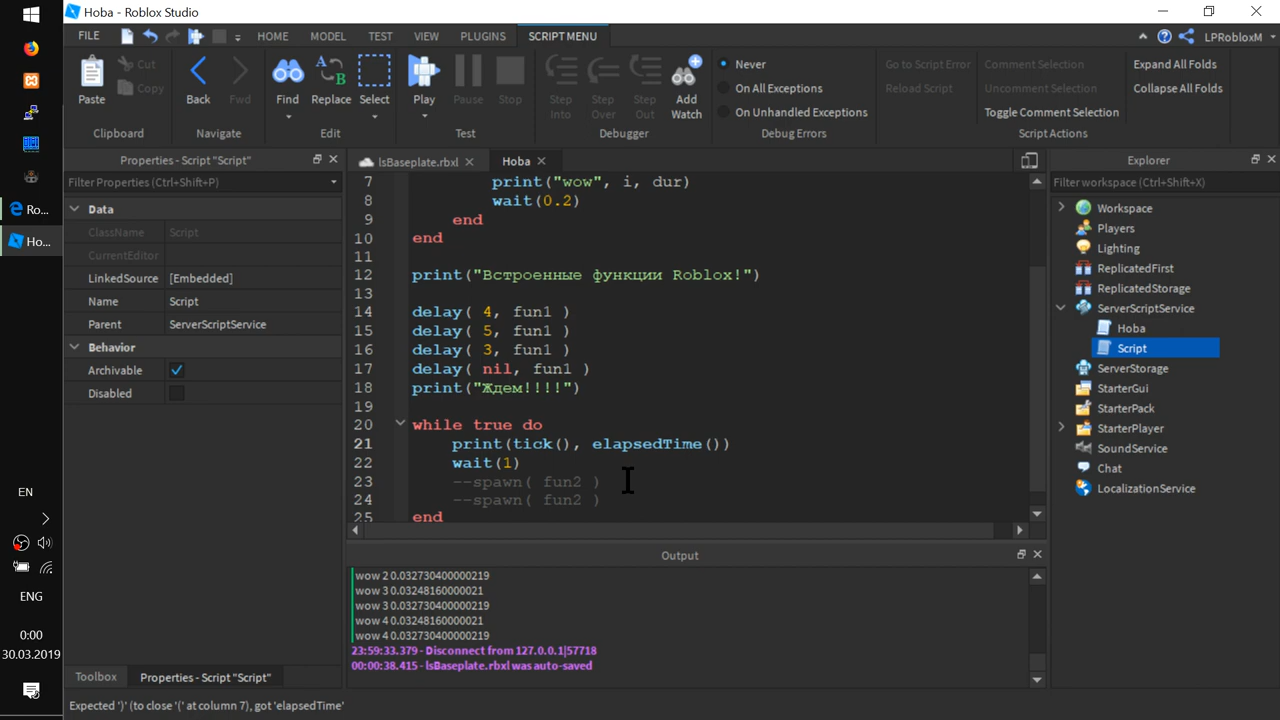 Hoba - Roblox Studio
FILE
HOME
MODEL
TEST
VIEW
PLUGINS
SCRIPT MENU
LPRobloxM
Paste
Cut
Copy
Clipboard
Back
Fwd
Navigate
Find
Replace
Select
Edit
Play
Pause
Stop
Test
Step Into
Step Over
Step Out
Add Watch
Debugger
Never
On All Exceptions
On Unhandled Exceptions
Debug Errors
Go to Script Error
Reload Script
Comment Selection
Uncomment Selection
Toggle Comment Selection
Expand All Folds
Collapse All Folds
Script Actions
Properties - Script "Script"
Filter Properties (Ctrl+Shift+P)
Data
ClassName Script
CurrentEditor
LinkedSource [Embedded]
Name Script
Parent ServerScriptService
Behavior
Archivable
Disabled
Toolbox
Properties - Script "Script"
lsBaseplate.rbxl
Hoba
7 print("wow", i, dur)
8 wait(0.2)
9 end
10 end
11
12 print("Встроенные функции Roblox!")
13
14 delay( 4, fun1 )
15 delay( 5, fun1 )
16 delay( 3, fun1 )
17 delay( nil, fun1 )
18 print("Ждем!!!!")
19
20 while true do
21 print(tick(), elapsedTime())
22 wait(1)
23 --spawn( fun2 )
24 --spawn( fun2 )
25 end
Output
wow 2 0.032730400000219
wow 3 0.03248160000021
wow 3 0.032730400000219
wow 4 0.03248160000021
wow 4 0.032730400000219
23:59:33.379 - Disconnect from 127.0.0.1|57718
00:00:38.415 - lsBaseplate.rbxl was auto-saved
Explorer
Filter workspace (Ctrl+Shift+X)
Workspace
Players
Lighting
ReplicatedFirst
ReplicatedStorage
ServerScriptService
Hoba
Script
ServerStorage
StarterGui
StarterPack
StarterPlayer
SoundService
Chat
LocalizationService
Expected ')' (to close '(' at column 7), got 'elapsedTime'
Ro...
Ho...
EN
ENG
0:00
30.03.2019